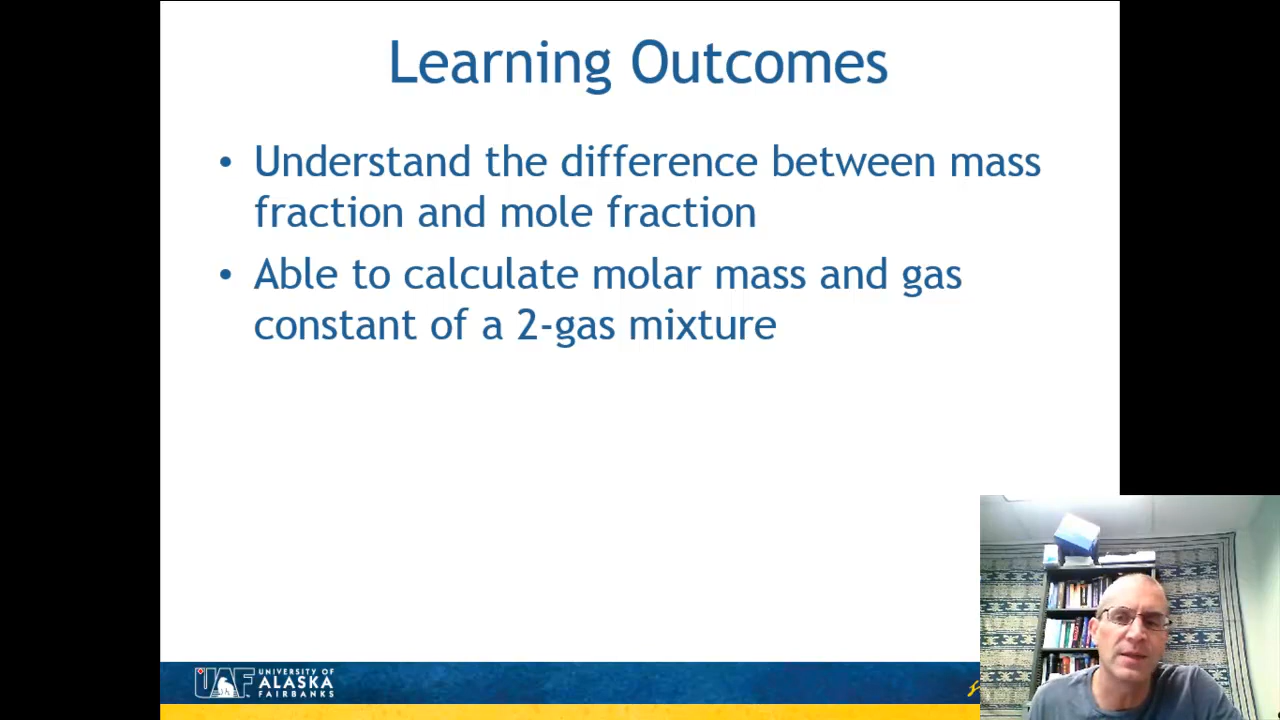 Learning Outcomes
• Understand the difference between mass
fraction and mole fraction
• Able to calculate molar mass and gas
constant of a 2-gas mixture
UAF UNIVERSITY OF
ALASKA
FAIRBANKS